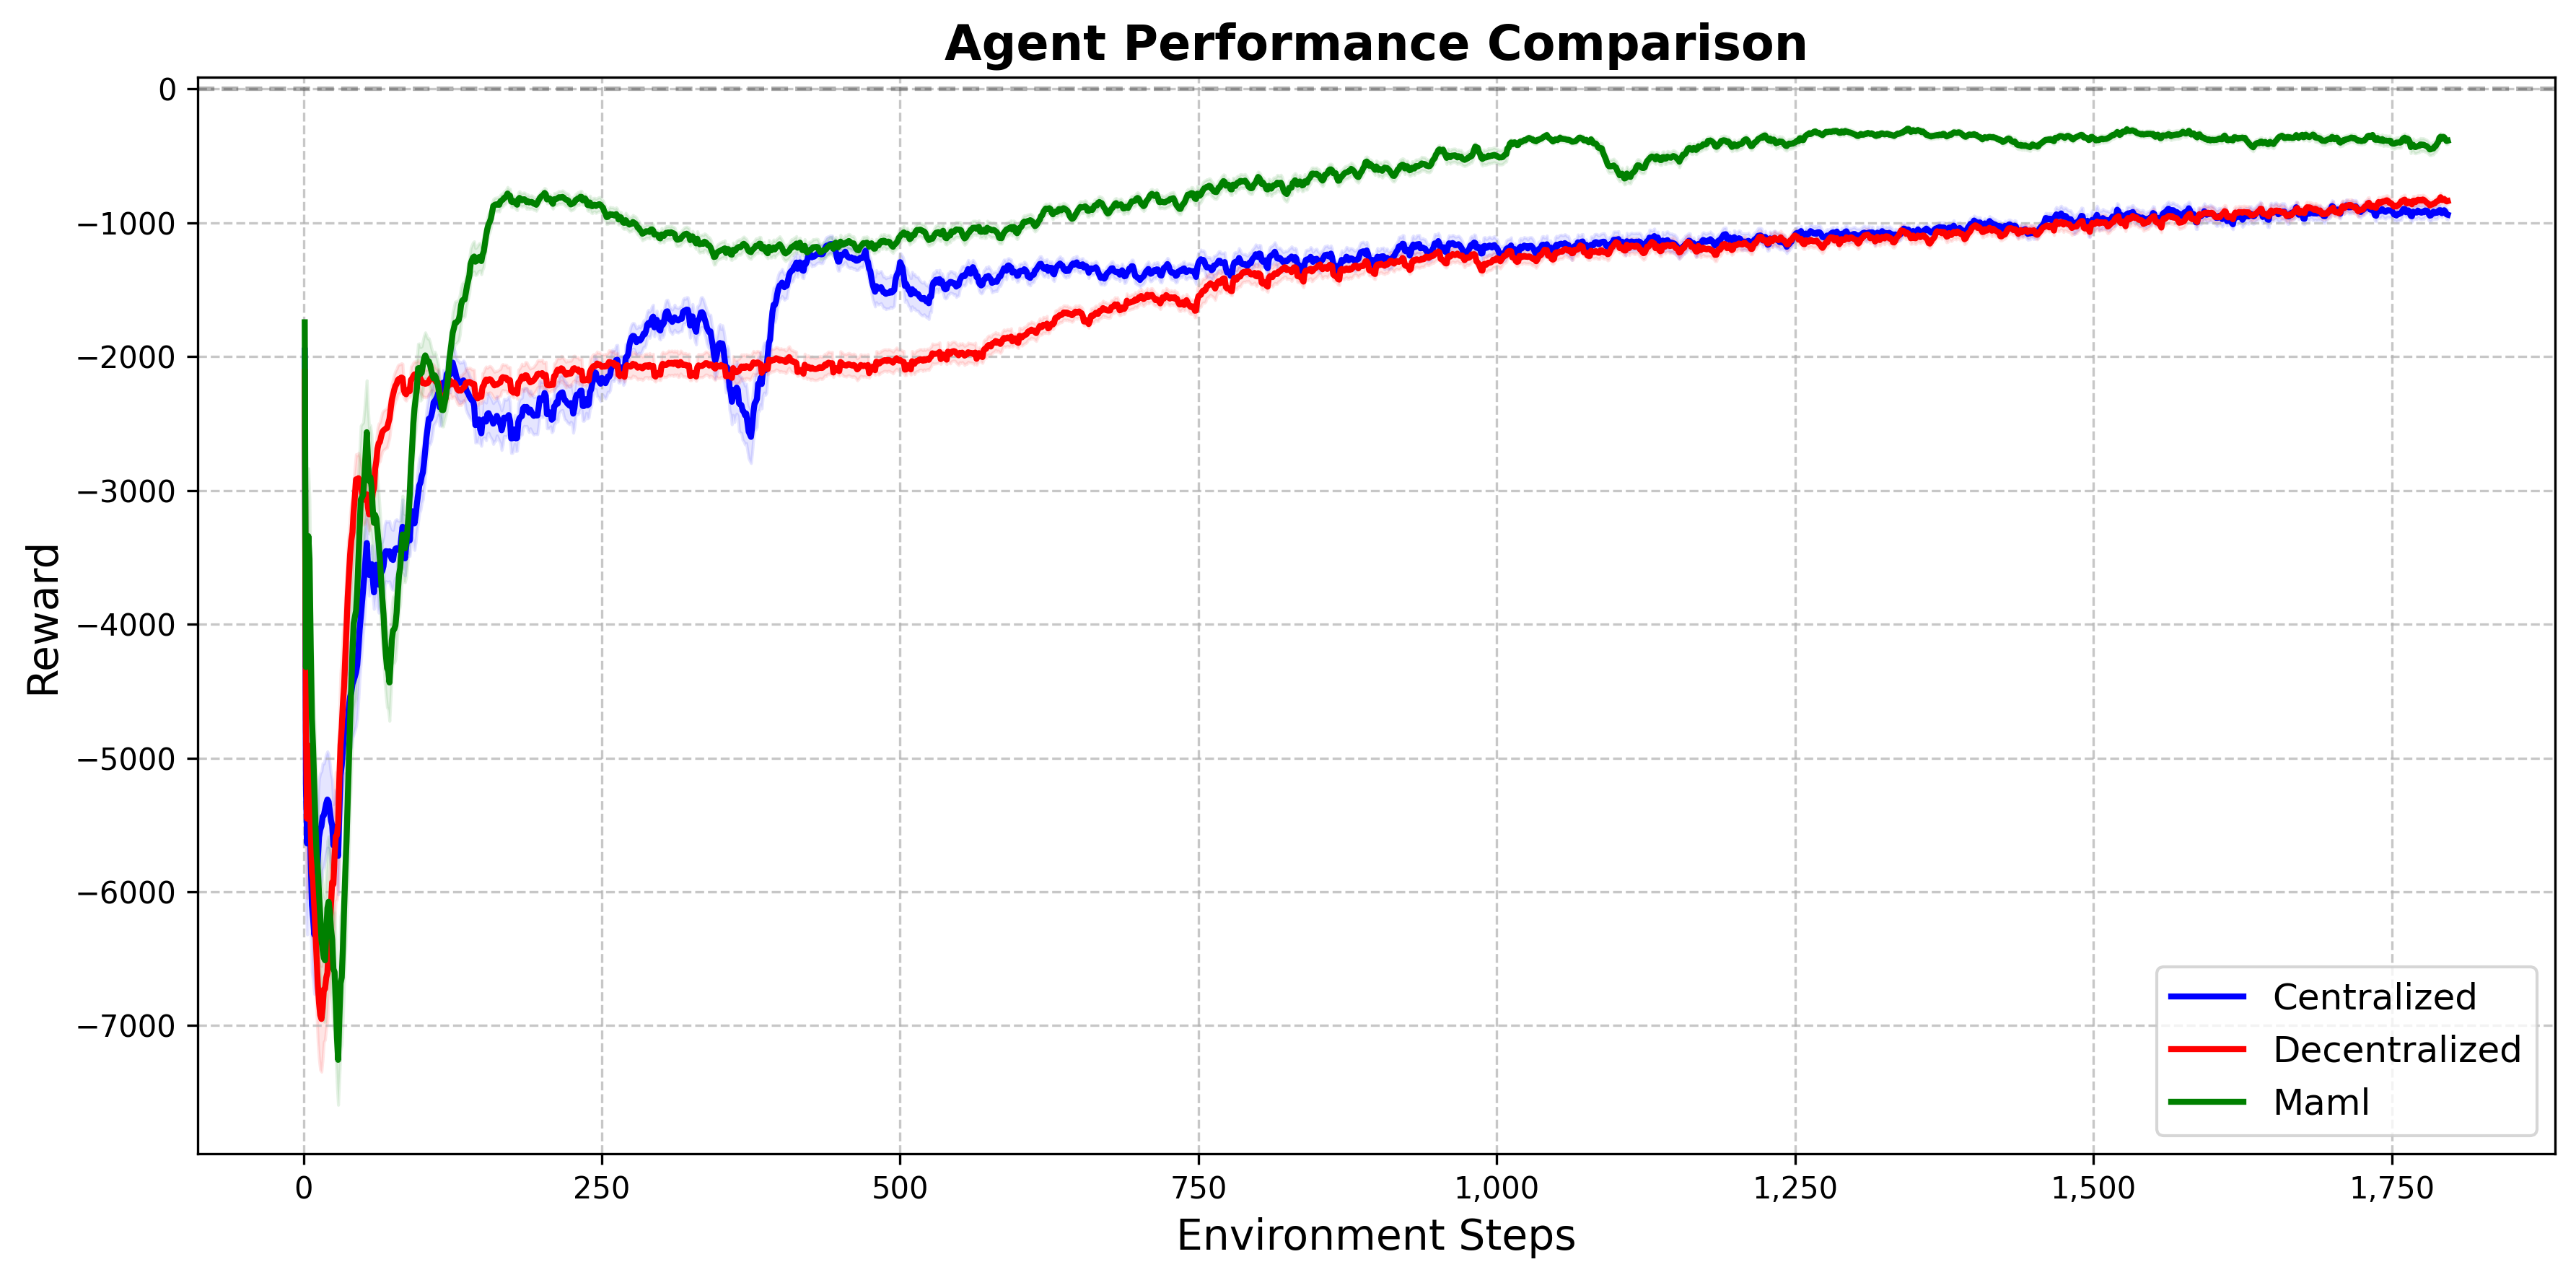 Agent Performance Comparison
0
−1000
−2000
−3000
−4000
−5000
−6000
−7000
Reward
0
250
500
750
1,000
1,250
1,500
1,750
Environment Steps
Centralized
Decentralized
Maml